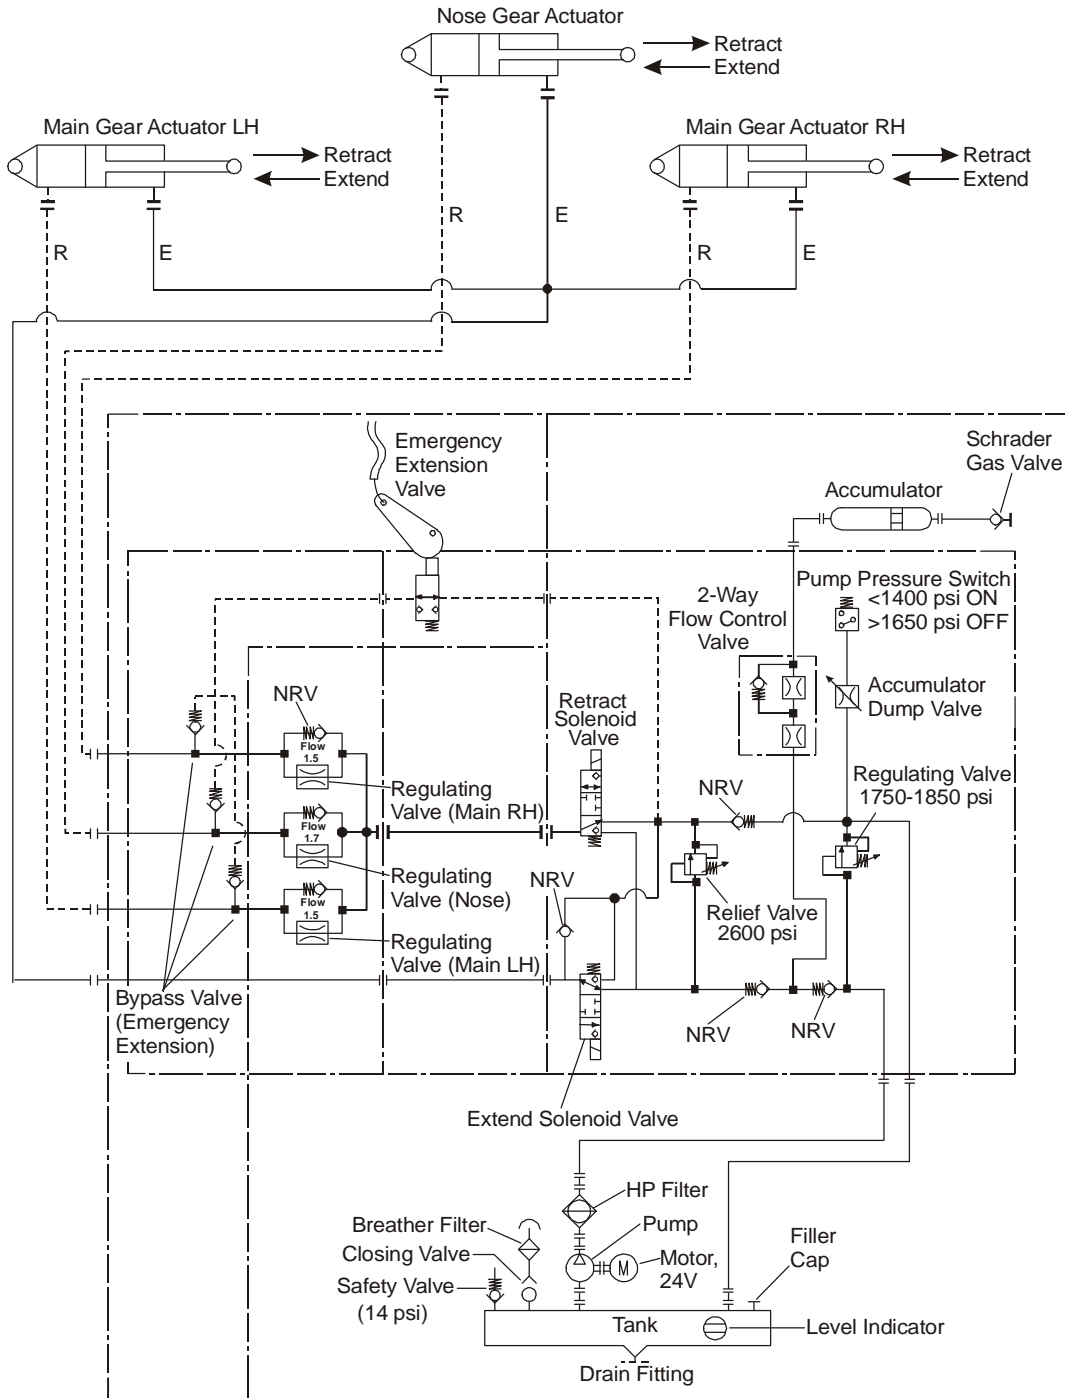 Nose Gear Actuator
Retract
Extend
Main Gear Actuator LH
Retract
Extend
Main Gear Actuator RH
Retract
Extend
R
E
R
E
R
E
Emergency
Extension
Valve
Schrader
Gas Valve
Accumulator
Pump Pressure Switch
<1400 psi ON
>1650 psi OFF
2-Way
Flow Control
Valve
Accumulator
Dump Valve
NRV
Flow
1.5
Regulating
Valve (Main RH)
Retract
Solenoid
Valve
NRV
Regulating Valve
1750-1850 psi
Flow
1.7
Regulating
Valve (Nose)
NRV
Relief Valve
2600 psi
Flow
1.5
Regulating
Valve (Main LH)
Bypass Valve
(Emergency
Extension)
NRV
NRV
Extend Solenoid Valve
HP Filter
Breather Filter
Pump
Closing Valve
Motor,
24V
M
Safety Valve
(14 psi)
Filler
Cap
Tank
Level Indicator
Drain Fitting